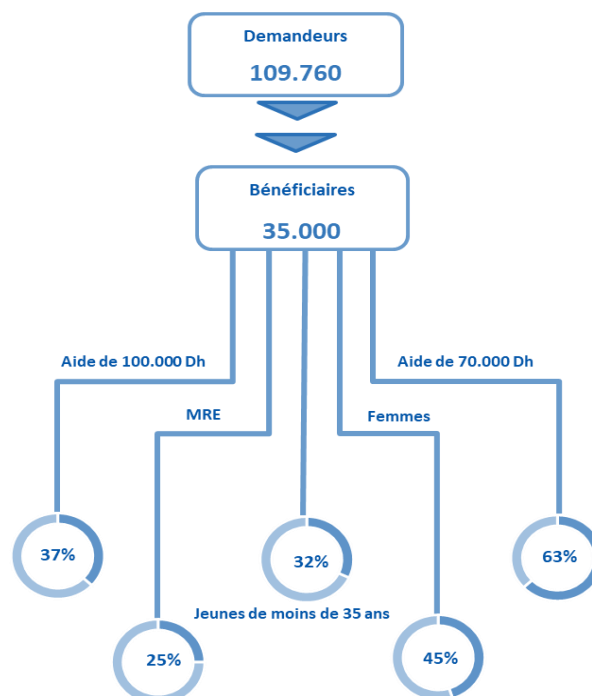 Demandeurs
109.760
Bénéficiaires
35.000
Aide de 100.000 Dh
Aide de 70.000 Dh
MRE
Femmes
37%
32%
63%
Jeunes de moins de 35 ans
25%
45%